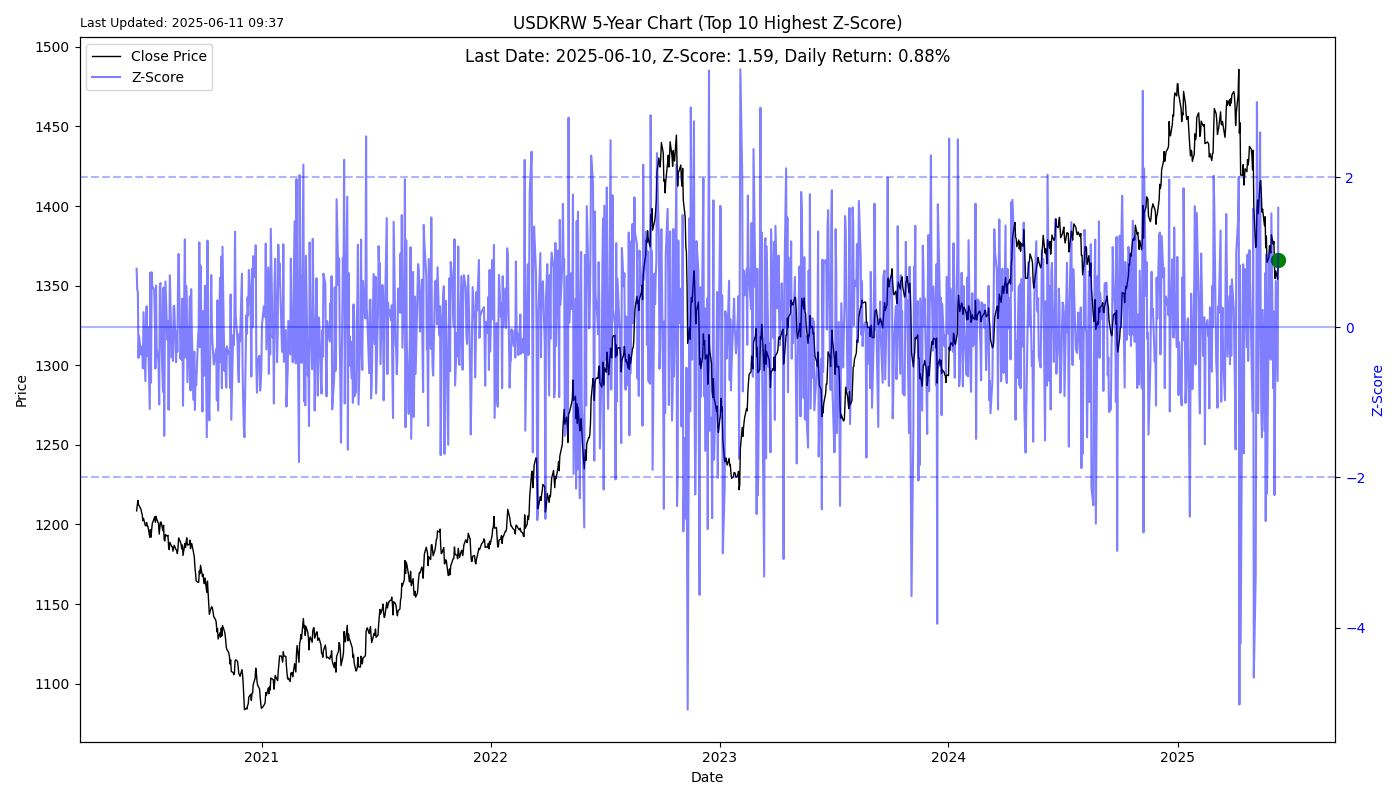 Last Updated: 2025-06-11 09:37
USDKRW 5-Year Chart (Top 10 Highest Z-Score)
Last Date: 2025-06-10, Z-Score: 1.59, Daily Return: 0.88%
Close Price
Z-Score
1500
1450
1400
1350
1300
1250
1200
1150
1100
Price
2
0
−2
−4
Z-Score
2021
2022
2023
2024
2025
Date